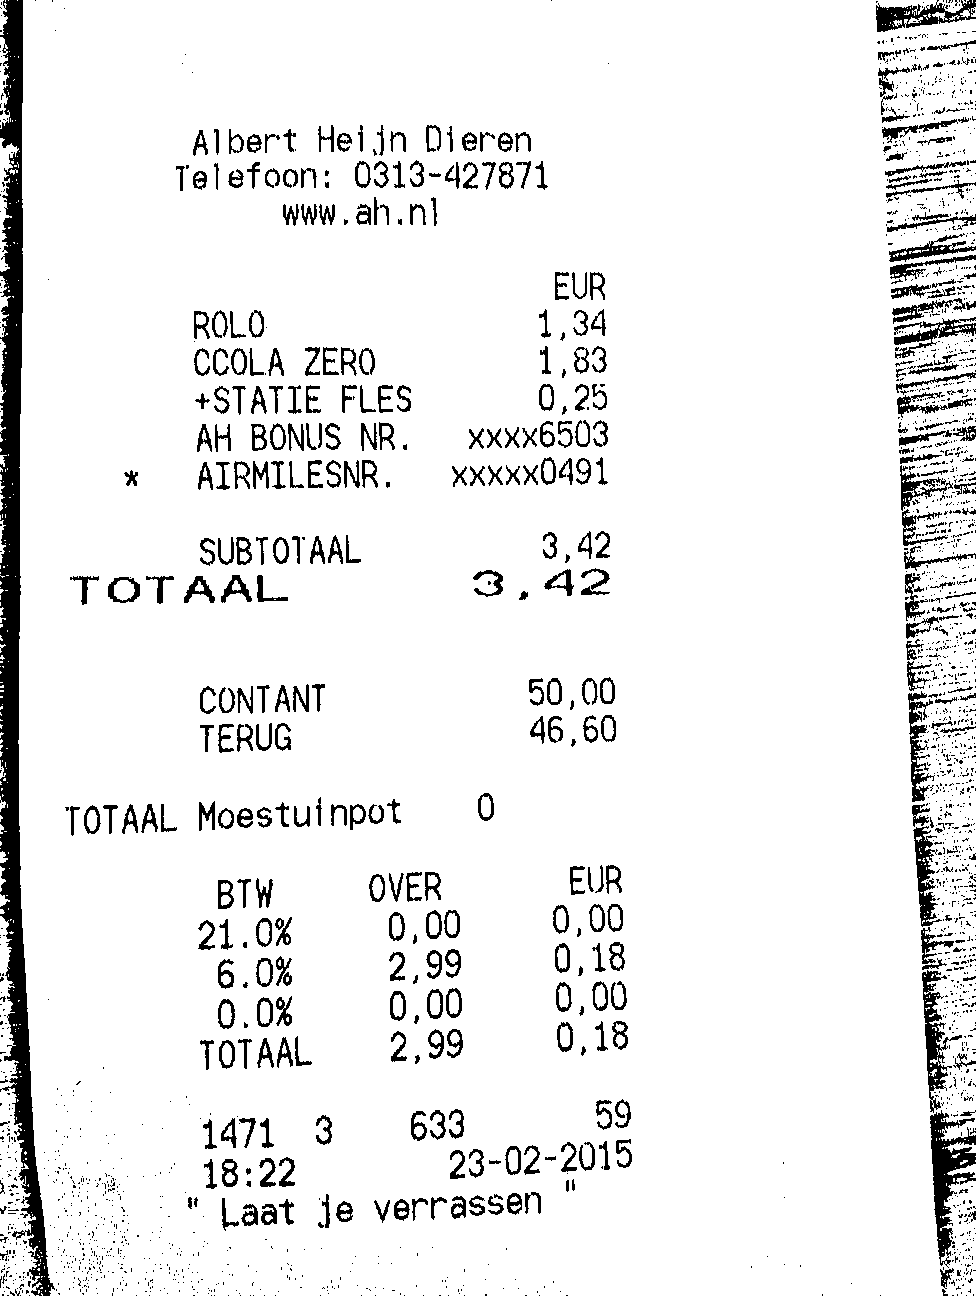 Albert Heijn Dieren
Telefoon: 0313-427871
www.ah.nl
EUR
ROLO 1,34
CCOLA ZERO 1,83
+STATIE FLES 0,25
AH BONUS NR. xxxx6503
* AIRMILESNR. xxxxx0491
SUBTOTAAL 3,42
TOTAAL 3,42
CONTANT 50,00
TERUG 46,60
TOTAAL Moestuinpot 0
BTW OVER EUR
21.0% 0,00 0,00
6.0% 2,99 0,18
0.0% 0,00 0,00
TOTAAL 2,99 0,18
1471 3 633 59
18:22 23-02-2015
" Laat je verrassen "